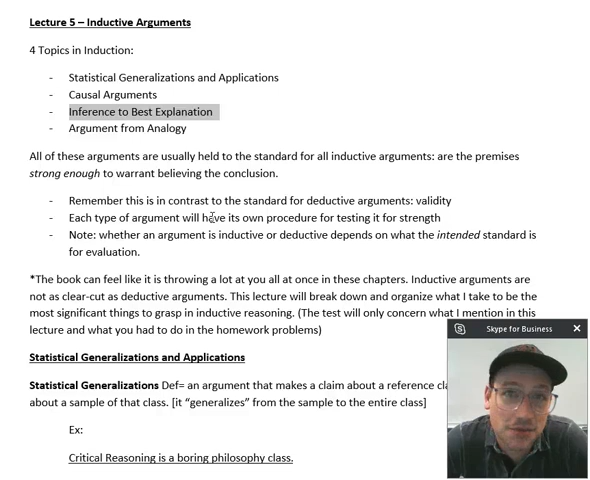 Lecture 5 – Inductive Arguments
4 Topics in Induction:
- Statistical Generalizations and Applications
- Causal Arguments
- Inference to Best Explanation
- Argument from Analogy
All of these arguments are usually held to the standard for all inductive arguments: are the premises
strong enough to warrant believing the conclusion.
- Remember this is in contrast to the standard for deductive arguments: validity
- Each type of argument will have its own procedure for testing it for strength
- Note: whether an argument is inductive or deductive depends on what the intended standard is
for evaluation.
*The book can feel like it is throwing a lot at you all at once in these chapters. Inductive arguments are
not as clear-cut as deductive arguments. This lecture will break down and organize what I take to be the
most significant things to grasp in inductive reasoning. (The test will only concern what I mention in this
lecture and what you had to do in the homework problems)
Skype for Business
Statistical Generalizations and Applications
Statistical Generalizations Def= an argument that makes a claim about a reference cla
about a sample of that class. [it “generalizes” from the sample to the entire class]
Ex:
Critical Reasoning is a boring philosophy class.